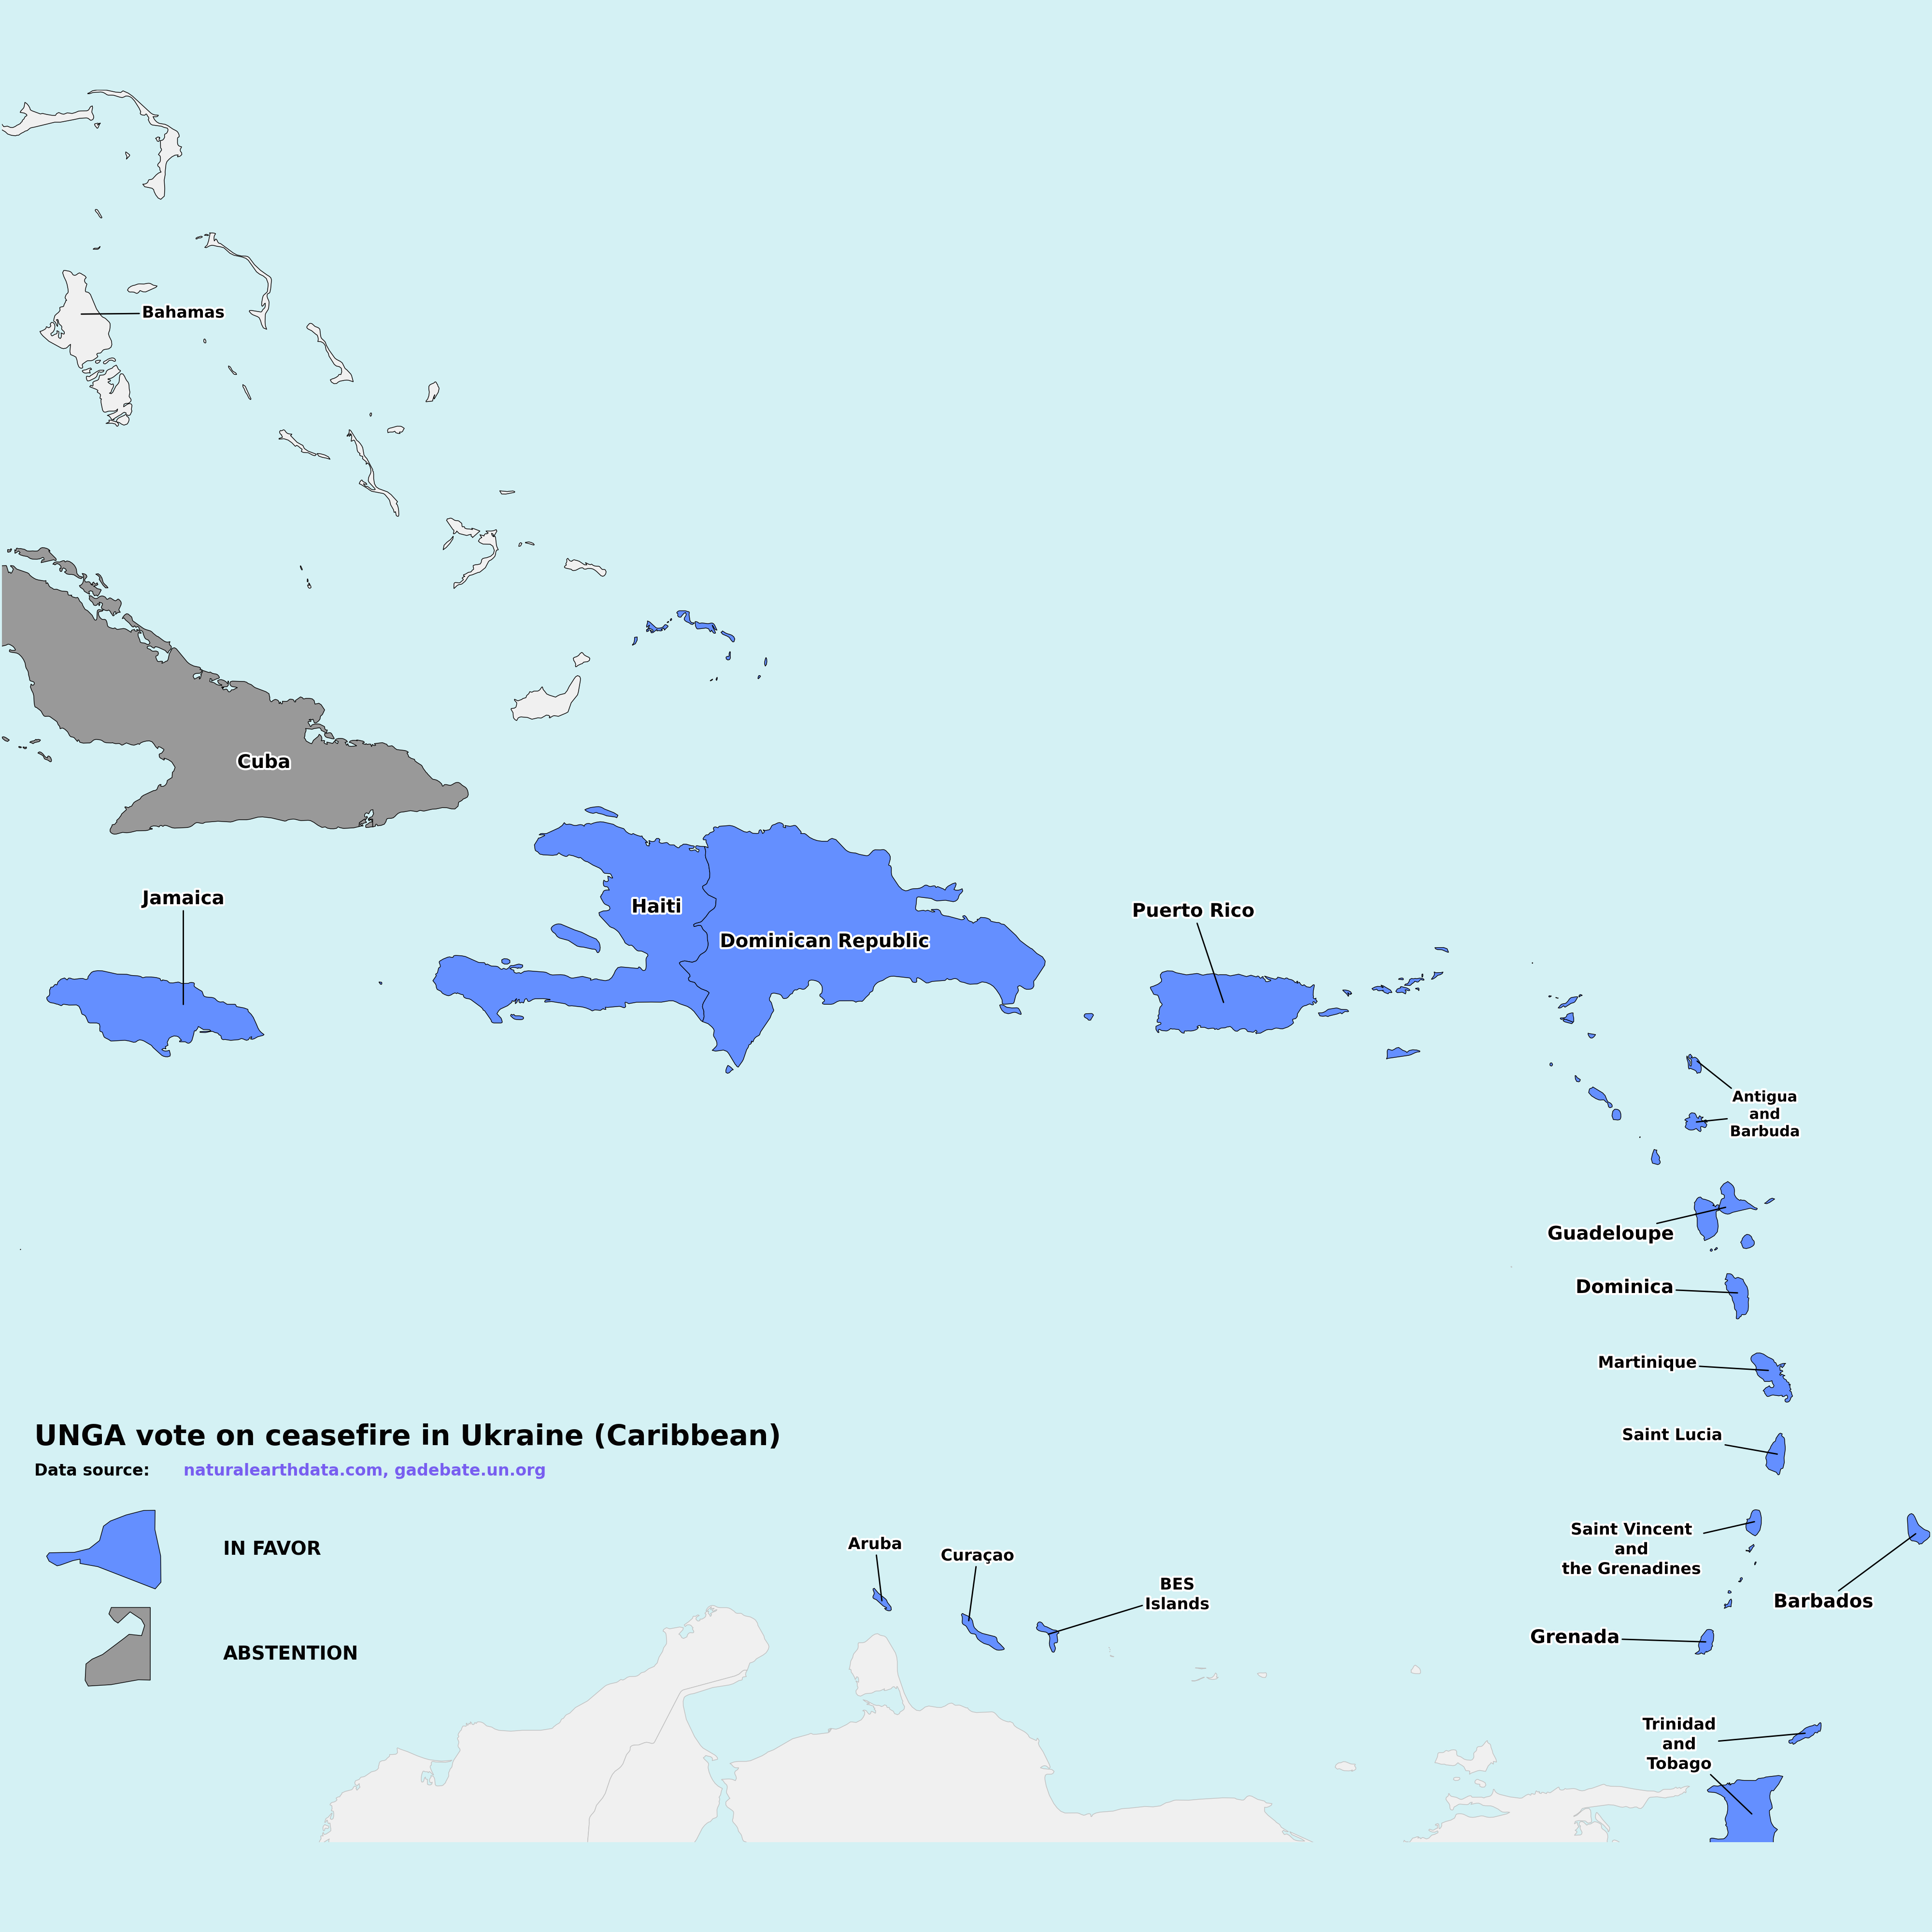 Bahamas
Cuba
Jamaica
Haiti
Dominican Republic
Puerto Rico
Antigua
and
Barbuda
Guadeloupe
Dominica
Martinique
Saint Lucia
Saint Vincent
and
the Grenadines
Barbados
Grenada
Trinidad
and
Tobago
Aruba
Curaçao
BES
Islands
UNGA vote on ceasefire in Ukraine (Caribbean)
Data source: naturalearthdata.com, gadebate.un.org
IN FAVOR
ABSTENTION